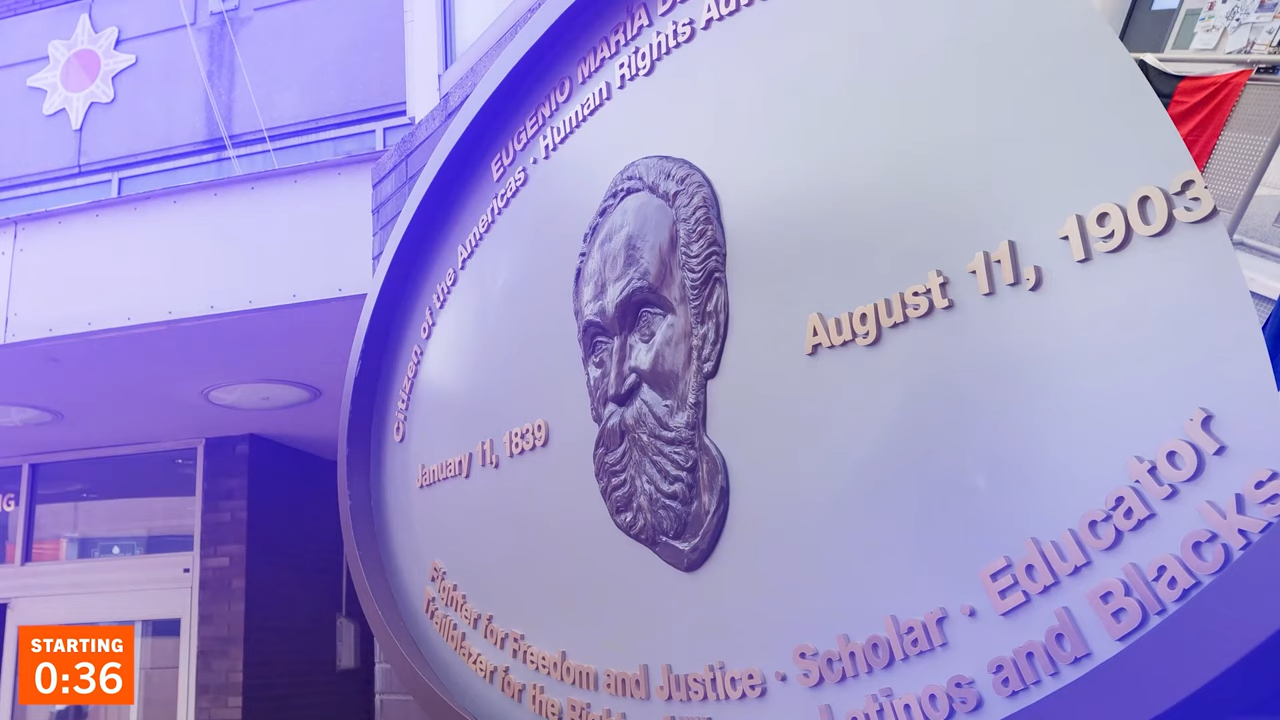 EUGENIO MARÍA
Citizen of the Americas · Human Rights
January 11, 1839
August 11, 1903
Fighter for Freedom and Justice · Scholar · Educator
Trailblazer for the Latinos and Blacks
STARTING
0:36